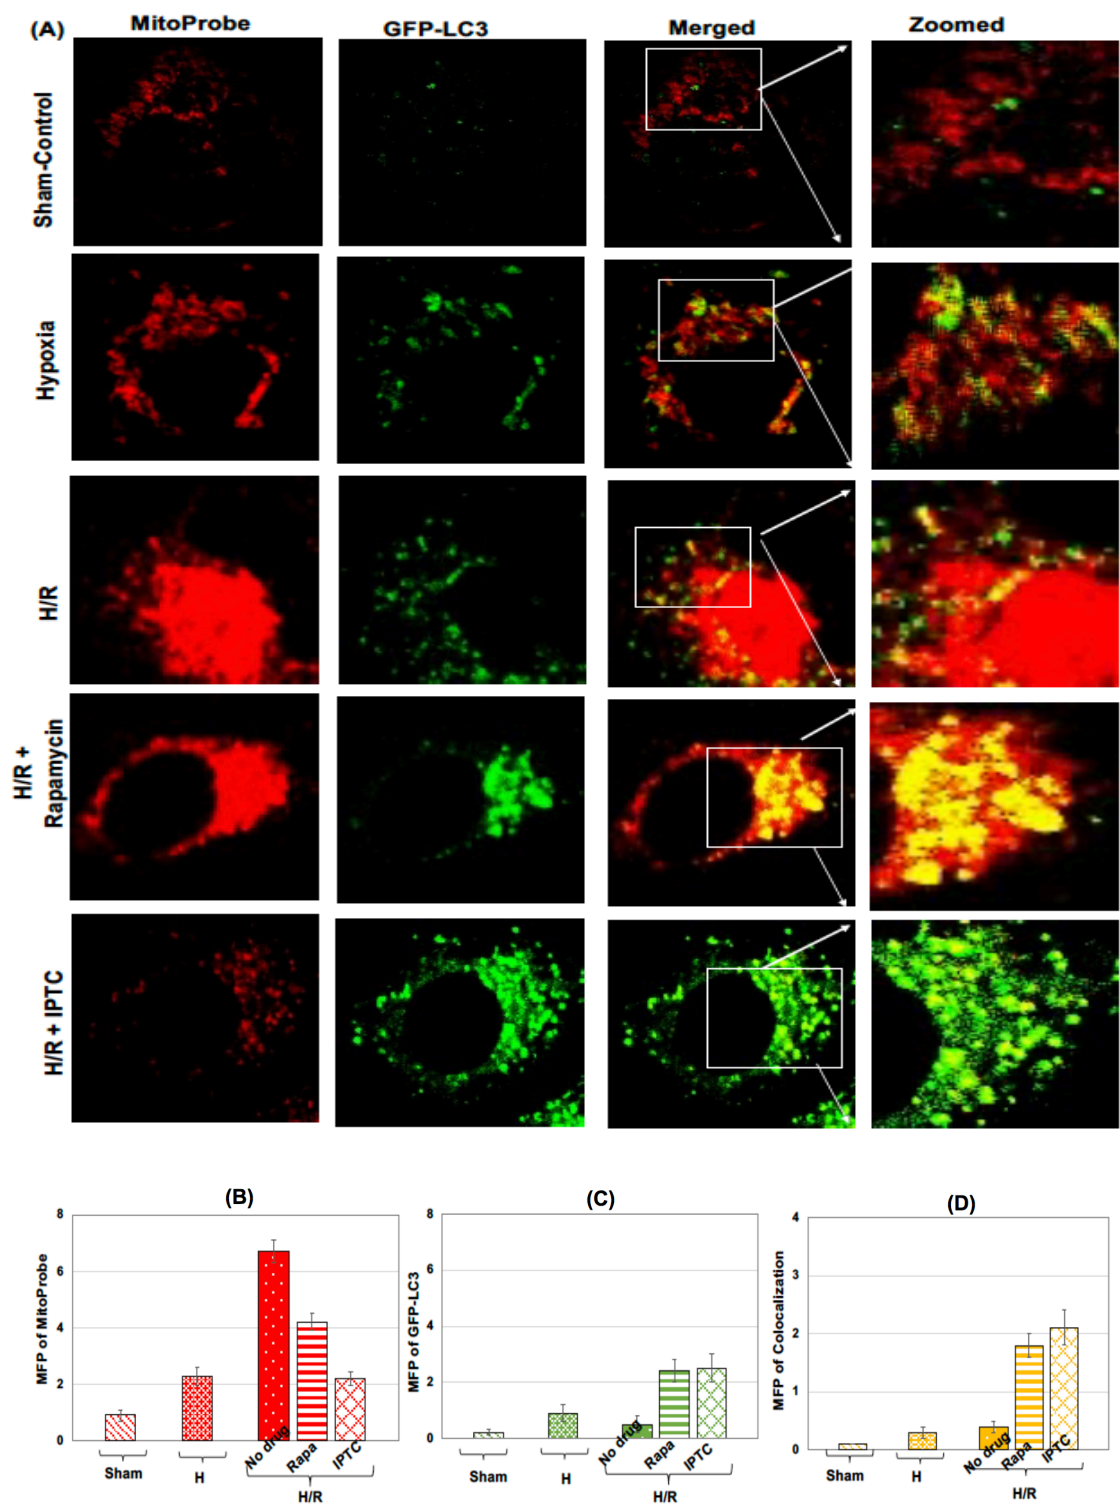 (A)
MitoProbe
GFP-LC3
Merged
Zoomed
Sham-Control
Hypoxia
H/R
H/R +
Rapamycin
H/R + IPTC
(B)
MFP of MitoProbe
8
6
4
2
0
Sham
H
No drug
Rapa
IPTC
H/R
(C)
MFP of GFP-LC3
8
6
4
2
0
Sham
H
No drug
Rapa
IPTC
H/R
(D)
MFP of Colocalization
4
3
2
1
0
Sham
H
No drug
Rapa
IPTC
H/R